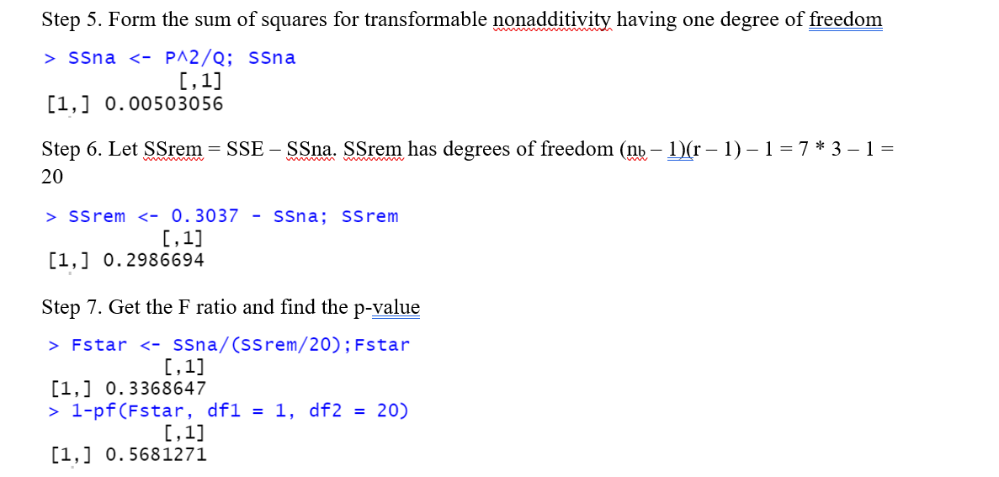 Step 5. Form the sum of squares for transformable nonadditivity having one degree of freedom
> SSna <- P^2/Q; SSna
[,1]
[1,] 0.00503056
Step 6. Let SSrem = SSE – SSna. SSrem has degrees of freedom (nb – 1)(r – 1) – 1 = 7 * 3 – 1 =
20
> SSrem <- 0.3037 - SSna; SSrem
[,1]
[1,] 0.2986694
Step 7. Get the F ratio and find the p-value
> Fstar <- SSna/(SSrem/20);Fstar
[,1]
[1,] 0.3368647
> 1-pf(Fstar, df1 = 1, df2 = 20)
[,1]
[1,] 0.5681271